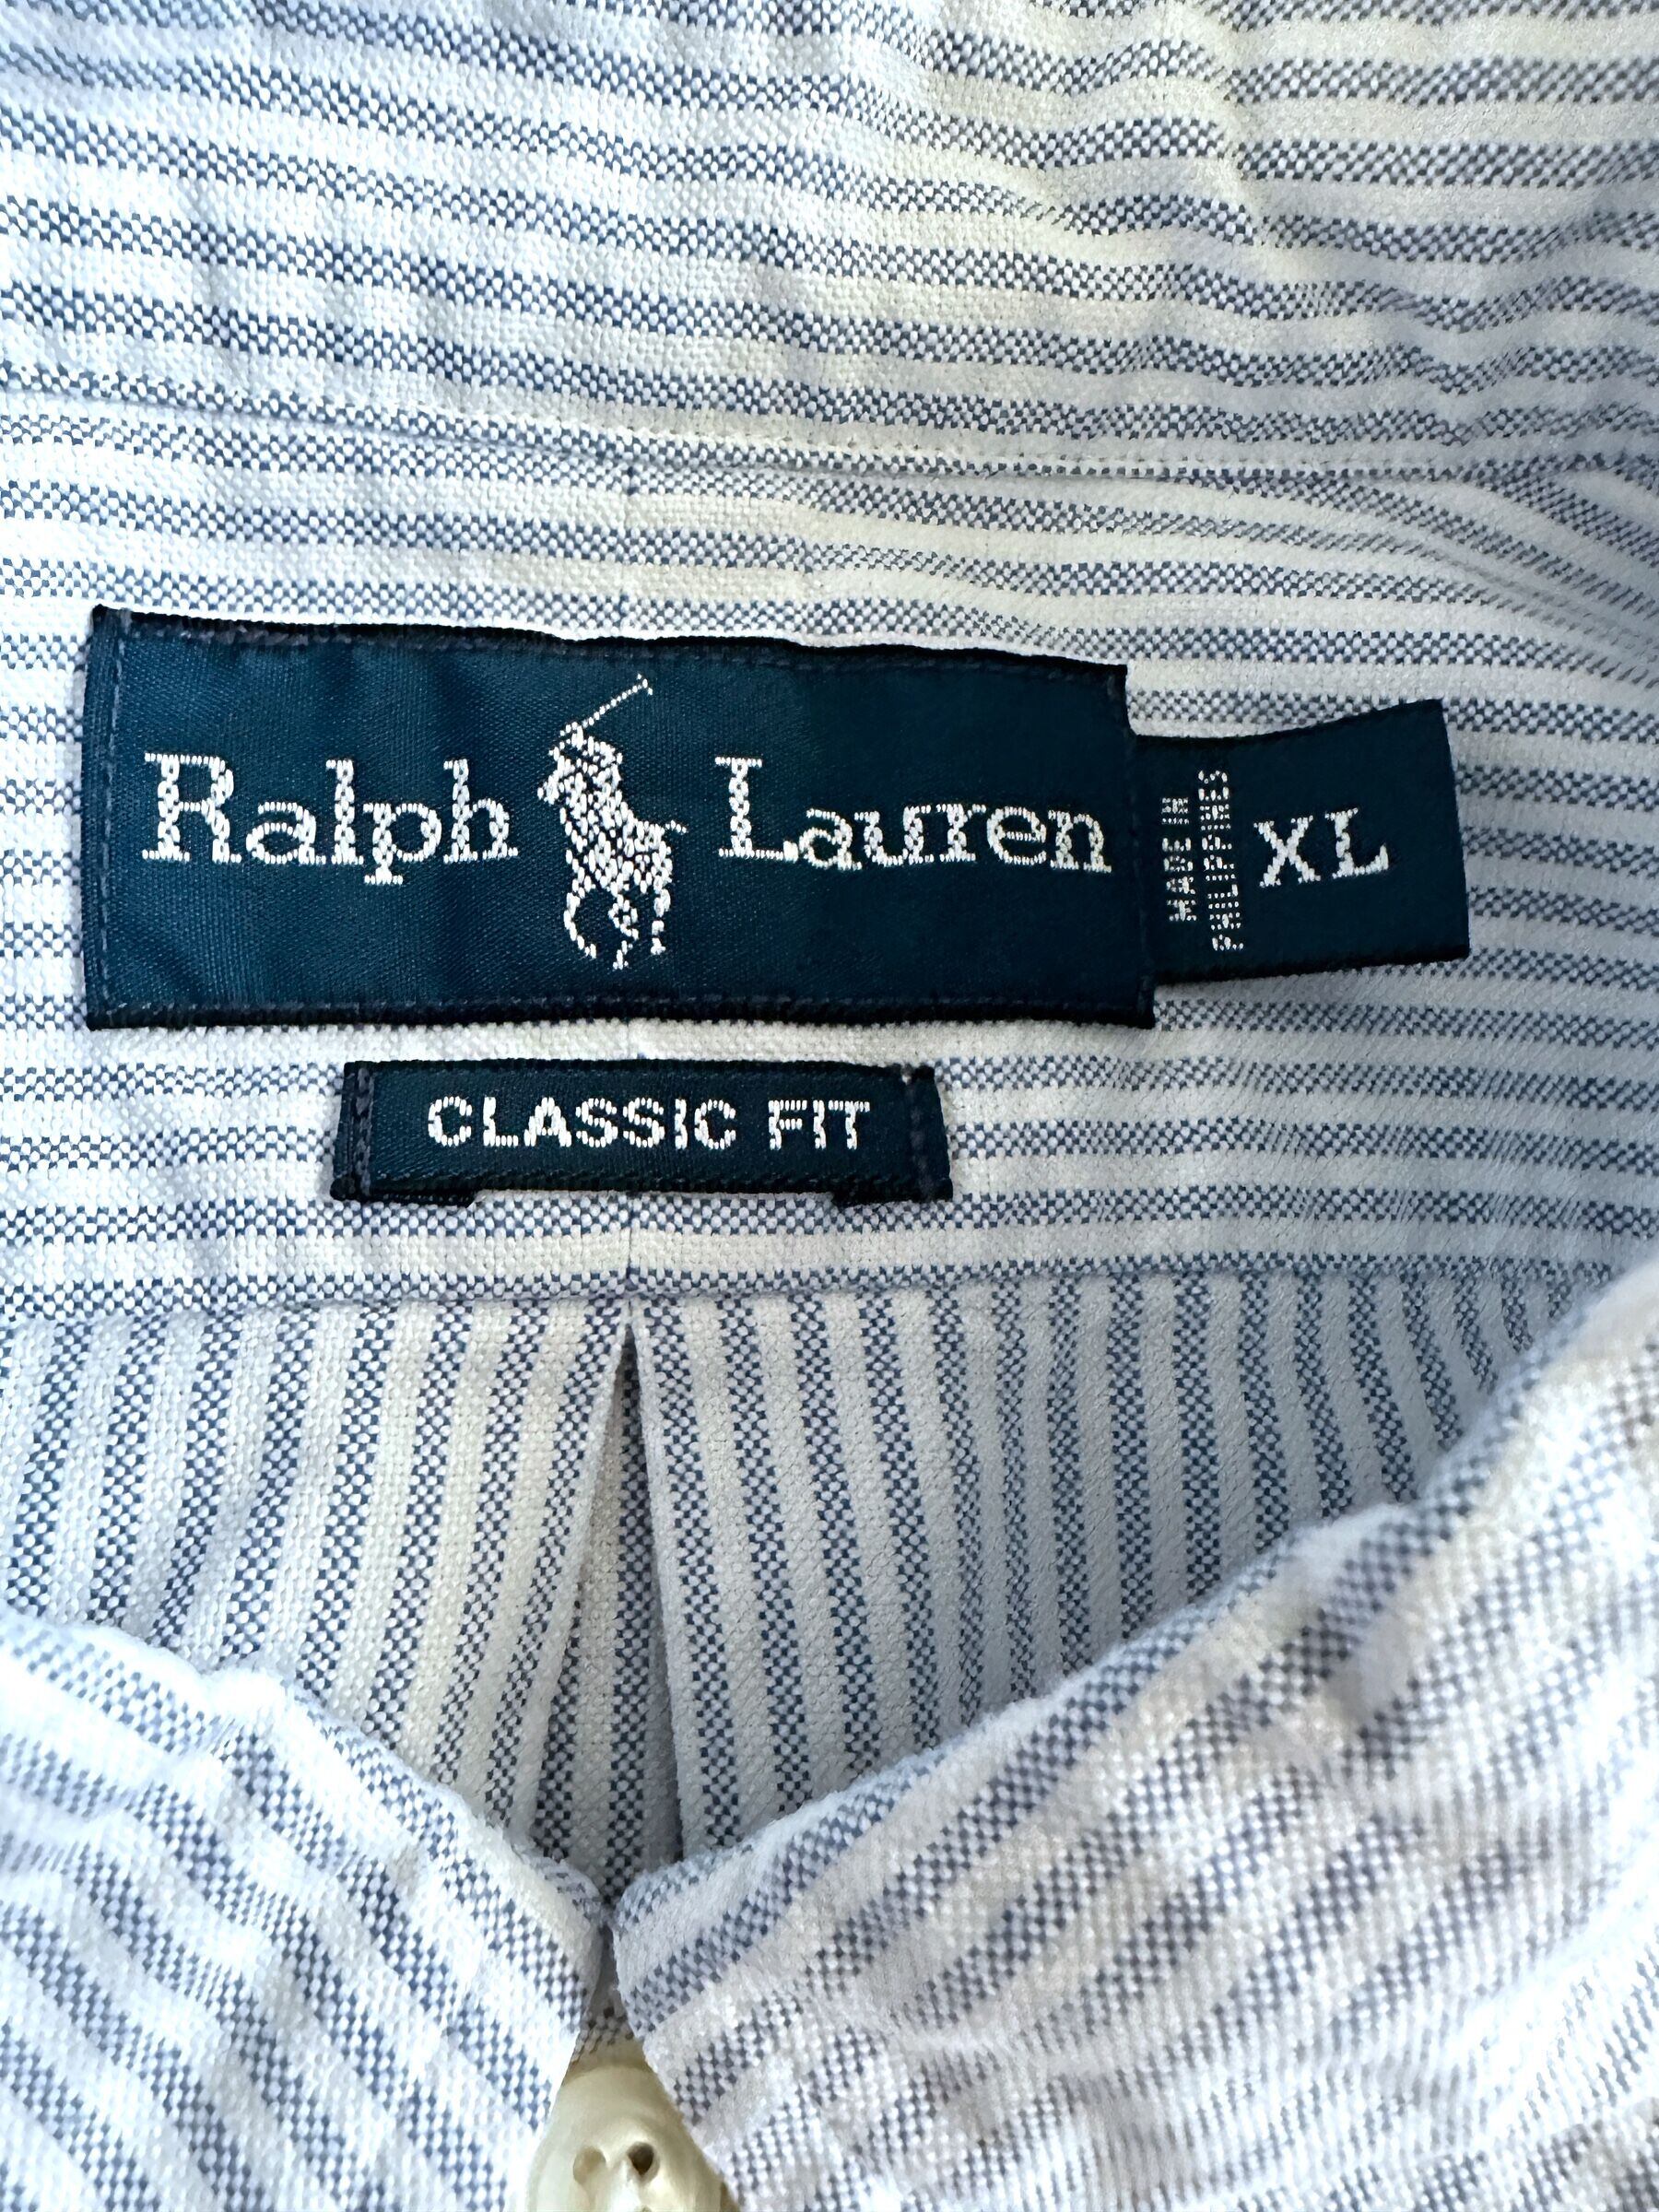 Ralph Lauren
MADE IN
PHILIPPINES
XL
CLASSIC FIT